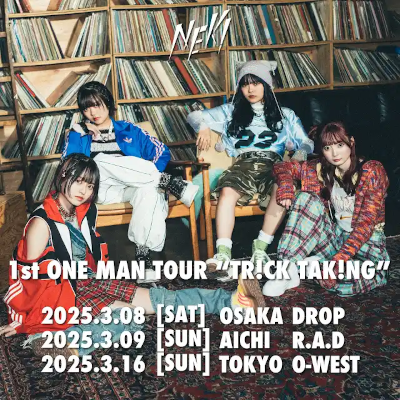 NEKI
1st ONE MAN TOUR “TR!CK TAK!NG”
2025.3.08 [SAT] OSAKA DROP
2025.3.09 [SUN] AICHI R.A.D
2025.3.16 [SUN] TOKYO O-WEST